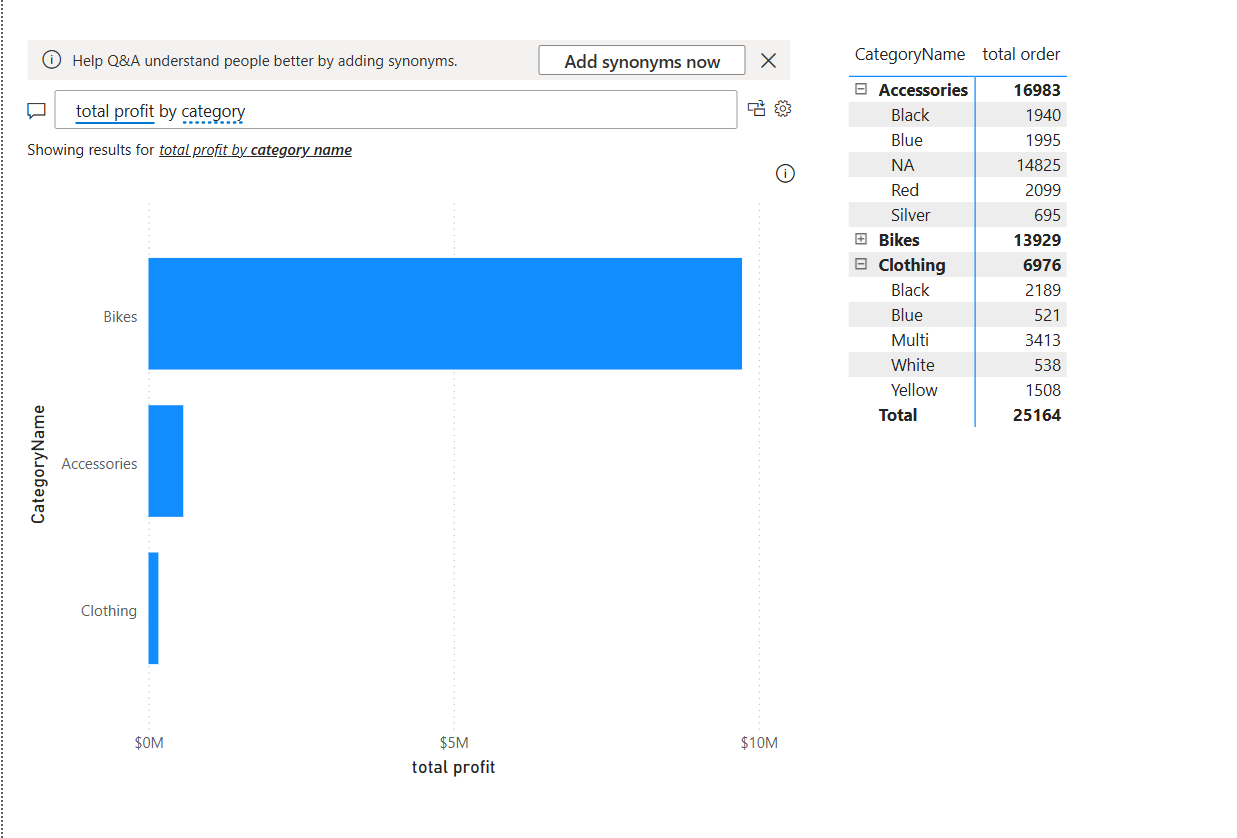 Help Q&A understand people better by adding synonyms.
Add synonyms now
total profit by category
Showing results for total profit by category name
CategoryName
Bikes
Accessories
Clothing
$0M $5M $10M
total profit
CategoryName total order
Accessories 16983
Black 1940
Blue 1995
NA 14825
Red 2099
Silver 695
Bikes 13929
Clothing 6976
Black 2189
Blue 521
Multi 3413
White 538
Yellow 1508
Total 25164